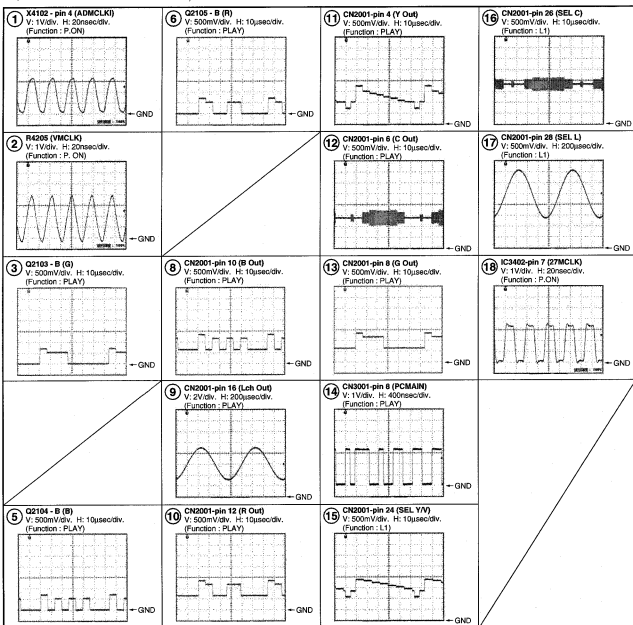 1 X4102 - pin 4 (ADMCLKI)
V: 1V/div. H: 20nsec/div.
(Function : P.ON)
GND
2 R4205 (VMCLK)
V: 1V/div. H: 20nsec/div.
(Function : P. ON)
GND
3 Q2103 - B (G)
V: 500mV/div. H: 10µsec/div.
(Function : PLAY)
GND
5 Q2104 - B (B)
V: 500mV/div. H: 10µsec/div.
(Function : PLAY)
GND
6 Q2105 - B (R)
V: 500mV/div. H: 10µsec/div.
(Function : PLAY)
GND
8 CN2001-pin 10 (B Out)
V: 500mV/div. H: 10µsec/div.
(Function : PLAY)
GND
9 CN2001-pin 16 (Lch Out)
V: 2V/div. H: 200µsec/div.
(Function : PLAY)
GND
10 CN2001-pin 12 (R Out)
V: 500mV/div. H: 10µsec/div.
(Function : PLAY)
GND
11 CN2001-pin 4 (Y Out)
V: 500mV/div. H: 10µsec/div.
(Function : PLAY)
GND
12 CN2001-pin 6 (C Out)
V: 500mV/div. H: 10µsec/div.
(Function : PLAY)
GND
13 CN2001-pin 8 (G Out)
V: 500mV/div. H: 10µsec/div.
(Function : PLAY)
GND
14 CN3001-pin 8 (PCMAIN)
V: 1V/div. H: 400nsec/div.
(Function : PLAY)
GND
15 CN2001-pin 24 (SEL Y/V)
V: 500mV/div. H: 10µsec/div.
(Function : L1)
GND
16 CN2001-pin 26 (SEL C)
V: 500mV/div. H: 10µsec/div.
(Function : L1)
GND
17 CN2001-pin 28 (SEL L)
V: 500mV/div. H: 200µsec/div.
(Function : L1)
GND
18 IC3402-pin 7 (27MCLK)
V: 1V/div. H: 20nsec/div.
(Function : P.ON)
GND